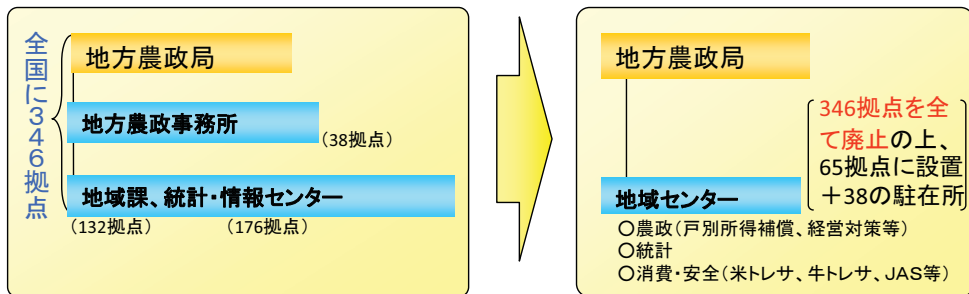 全国に346拠点
地方農政局
地方農政事務所
(38拠点)
地域課、統計・情報センター
(132拠点)
(176拠点)
地方農政局
346拠点を全
て廃止の上、
65拠点に設置
＋38の駐在所
地域センター
○農政(戸別所得補償、経営対策等)
○統計
○消費・安全(米トレサ、牛トレサ、JAS等)